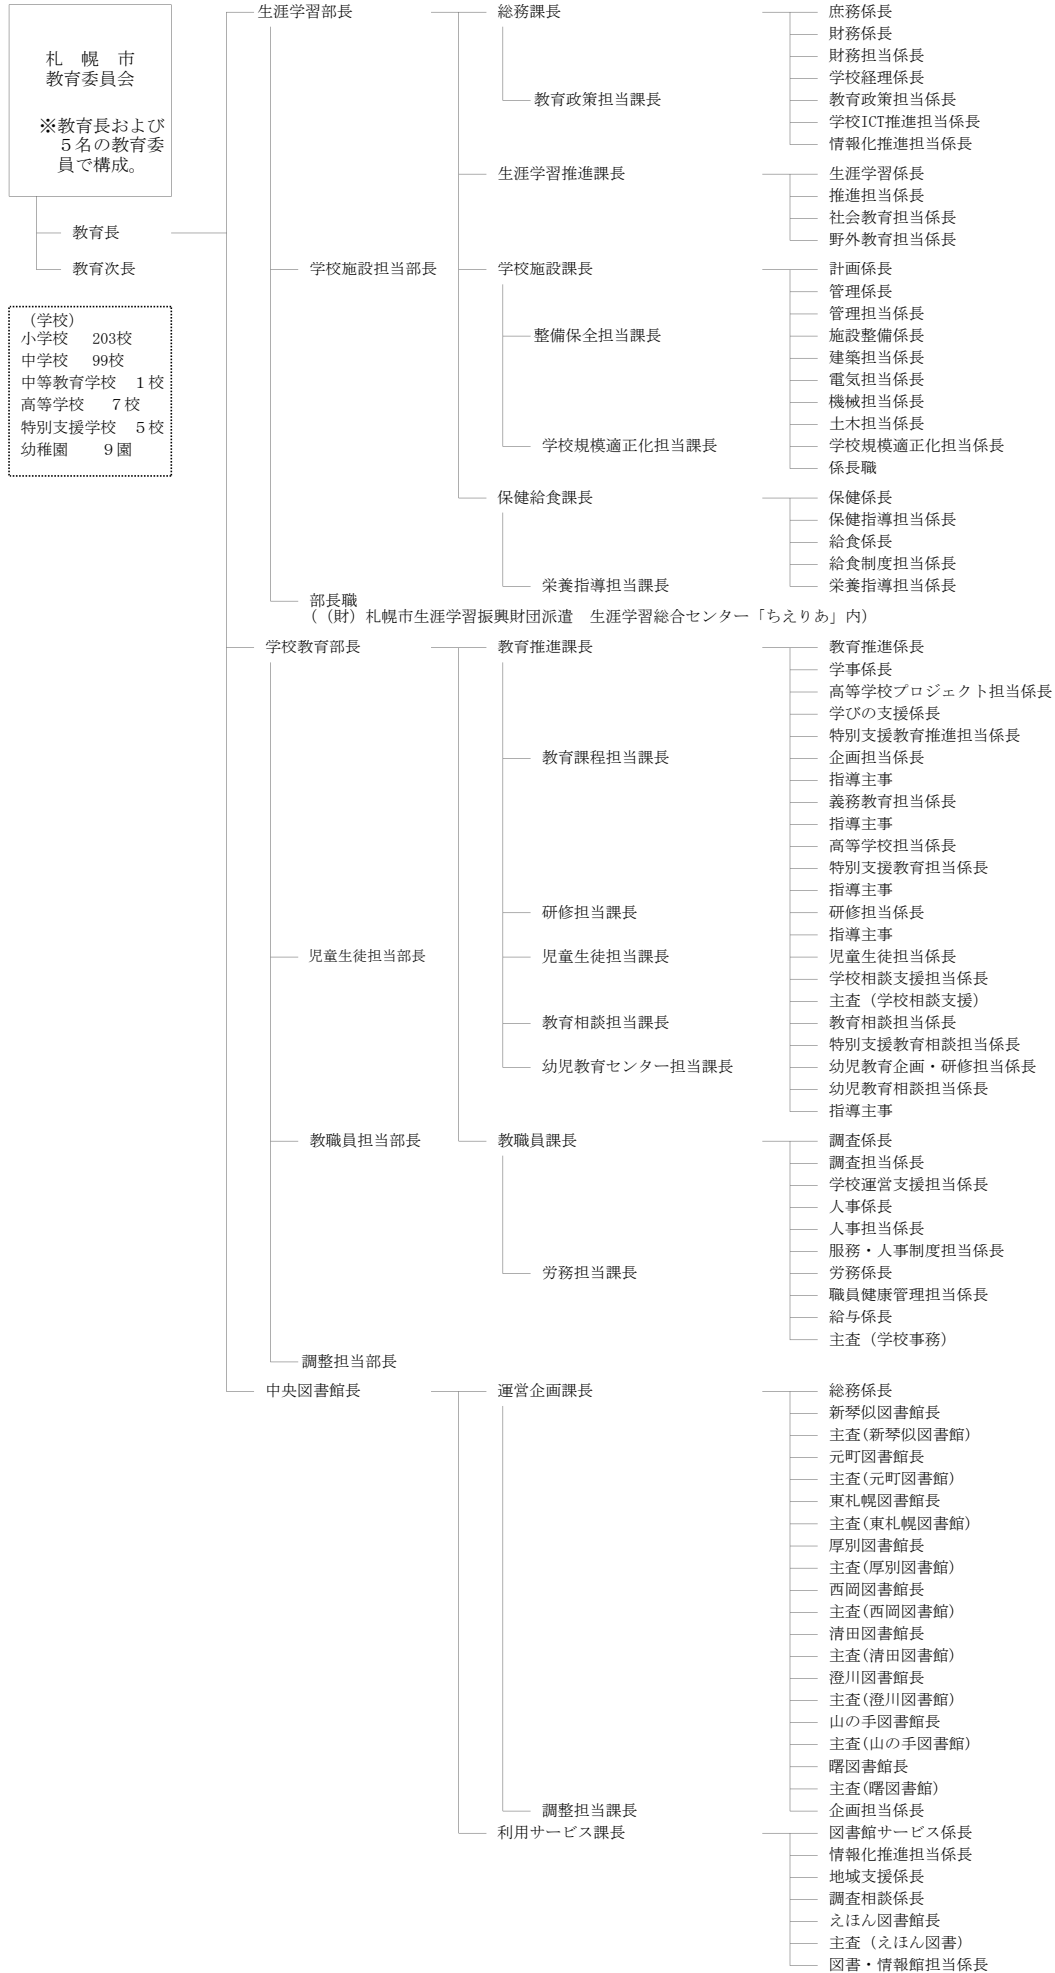 札　幌　市
教育委員会
※教育長および
５名の教育委
員で構成。
教育長
教育次長
（学校）
小学校　203校
中学校　99校
中等教育学校　１校
高等学校　７校
特別支援学校　５校
幼稚園　９園
生涯学習部長
総務課長
庶務係長
財務係長
財務担当係長
学校経理係長
教育政策担当課長
教育政策担当係長
学校ICT推進担当係長
情報化推進担当係長
生涯学習推進課長
生涯学習係長
推進担当係長
社会教育担当係長
野外教育担当係長
学校施設担当部長
学校施設課長
計画係長
管理係長
管理担当係長
整備保全担当課長
施設整備係長
建築担当係長
電気担当係長
機械担当係長
土木担当係長
学校規模適正化担当課長
学校規模適正化担当係長
係長職
保健給食課長
保健係長
保健指導担当係長
給食係長
給食制度担当係長
栄養指導担当課長
栄養指導担当係長
部長職
（（財）札幌市生涯学習振興財団派遣　生涯学習総合センター「ちえりあ」内）
学校教育部長
教育推進課長
教育推進係長
学事係長
高等学校プロジェクト担当係長
学びの支援係長
特別支援教育推進担当係長
教育課程担当課長
企画担当係長
指導主事
義務教育担当係長
指導主事
高等学校担当係長
特別支援教育担当係長
指導主事
研修担当課長
研修担当係長
指導主事
児童生徒担当部長
児童生徒担当課長
児童生徒担当係長
学校相談支援担当係長
主査（学校相談支援）
教育相談担当課長
教育相談担当係長
特別支援教育相談担当係長
幼児教育センター担当課長
幼児教育企画・研修担当係長
幼児教育相談担当係長
指導主事
教職員担当部長
教職員課長
調査係長
調査担当係長
学校運営支援担当係長
人事係長
人事担当係長
服務・人事制度担当係長
労務担当課長
労務係長
職員健康管理担当係長
給与係長
主査（学校事務）
調整担当部長
中央図書館長
運営企画課長
総務係長
新琴似図書館長
主査(新琴似図書館)
元町図書館長
主査(元町図書館)
東札幌図書館長
主査(東札幌図書館)
厚別図書館長
主査(厚別図書館)
西岡図書館長
主査(西岡図書館)
清田図書館長
主査(清田図書館)
澄川図書館長
主査(澄川図書館)
山の手図書館長
主査(山の手図書館)
曙図書館長
主査(曙図書館)
調整担当課長
企画担当係長
利用サービス課長
図書館サービス係長
情報化推進担当係長
地域支援係長
調査相談係長
えほん図書館長
主査（えほん図書）
図書・情報館担当係長